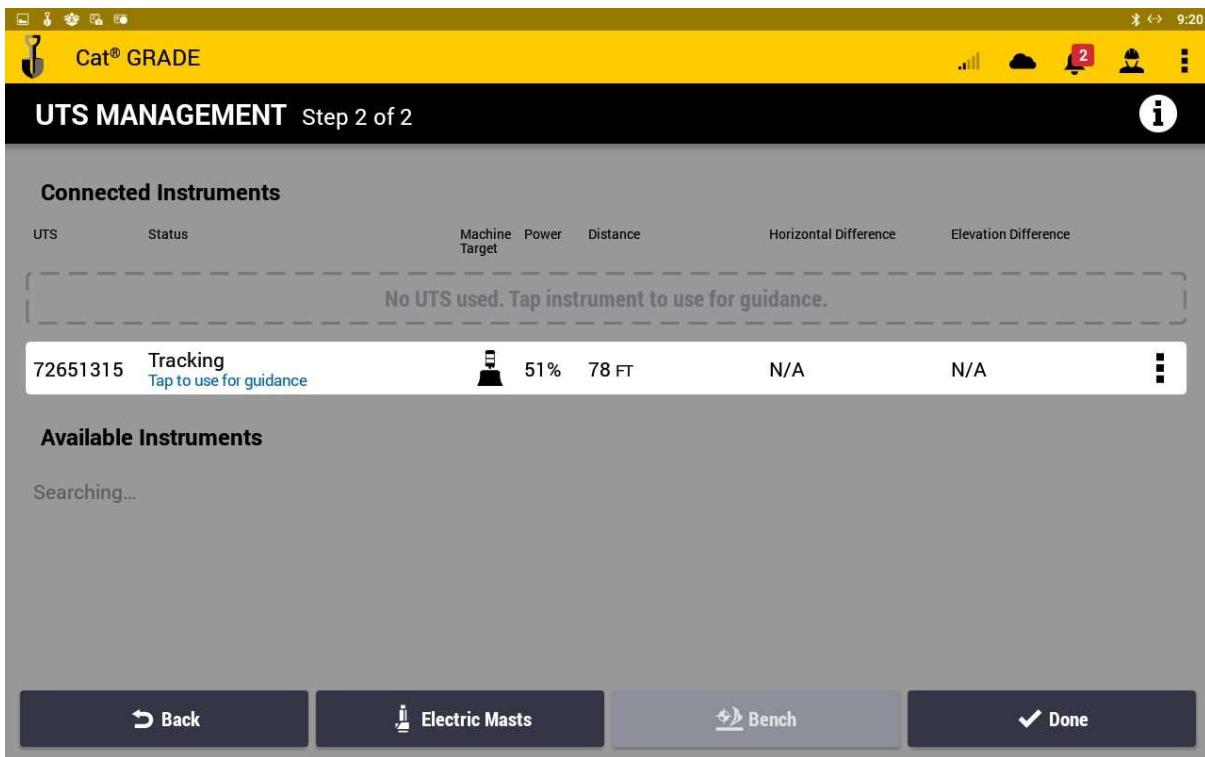 9:20
Cat® GRADE
2
UTS MANAGEMENT Step 2 of 2
i
Connected Instruments
UTS Status Machine Target Power Distance Horizontal Difference Elevation Difference
No UTS used. Tap instrument to use for guidance.
72651315 Tracking 51% 78 FT N/A N/A
Tap to use for guidance
Available Instruments
Searching...
Back Electric Masts Bench Done